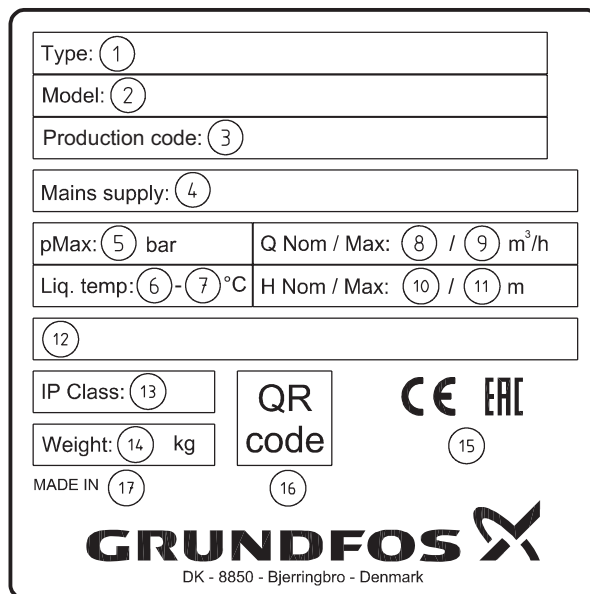 Type: 1
Model: 2
Production code: 3
Mains supply: 4
pMax: 5 bar Q Nom / Max: 8 / 9 m³/h
Liq. temp: 6 - 7 °C H Nom / Max: 10 / 11 m
12
IP Class: 13
Weight: 14 kg
QR
code
CE EAC
15
MADE IN 17
16
GRUNDFOS
DK - 8850 - Bjerringbro - Denmark